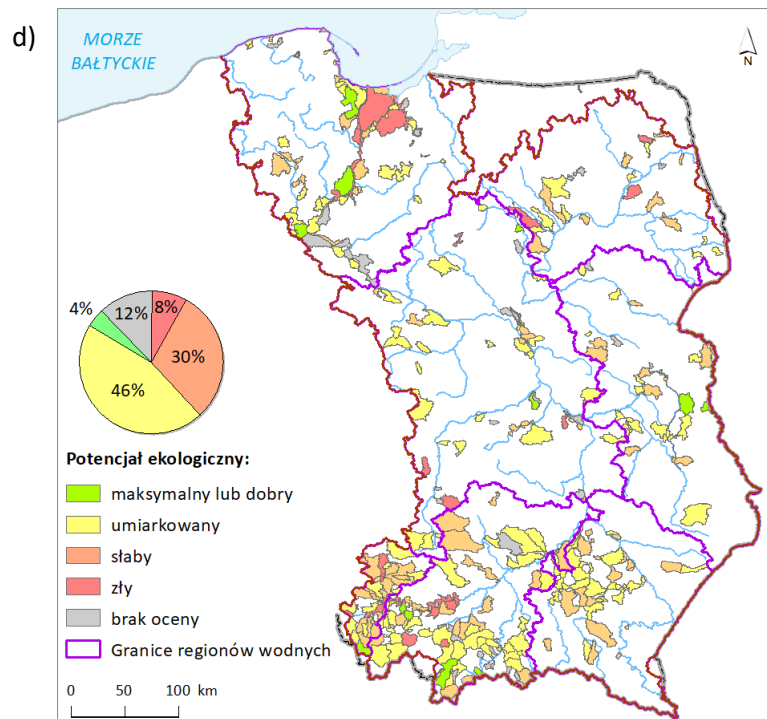 d)
MORZE
BAŁTYCKIE
N
4%
12%
8%
30%
46%
Potencjał ekologiczny:
maksymalny lub dobry
umiarkowany
słaby
zły
brak oceny
Granice regionów wodnych
0 50 100 km